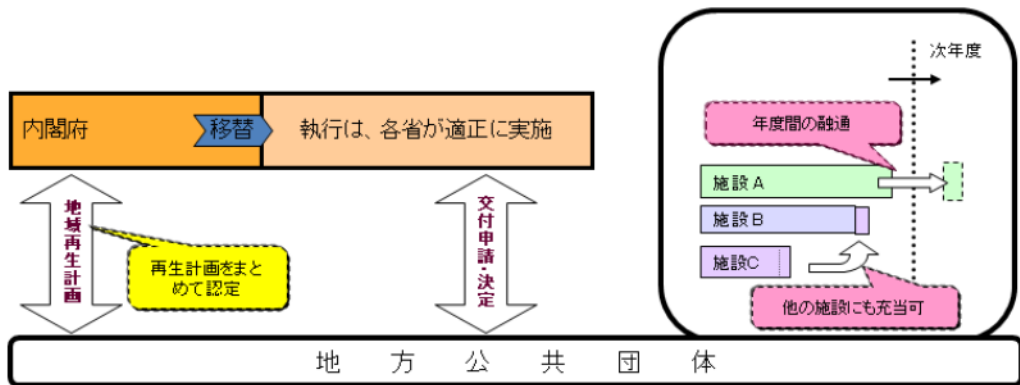 内閣府
移替
執行は、各省が適正に実施
地域再生計画
再生計画をまと
めて認定
交付申請・決定
次年度
年度間の融通
施設A
施設B
施設C
他の施設にも充当可
地方公共団体